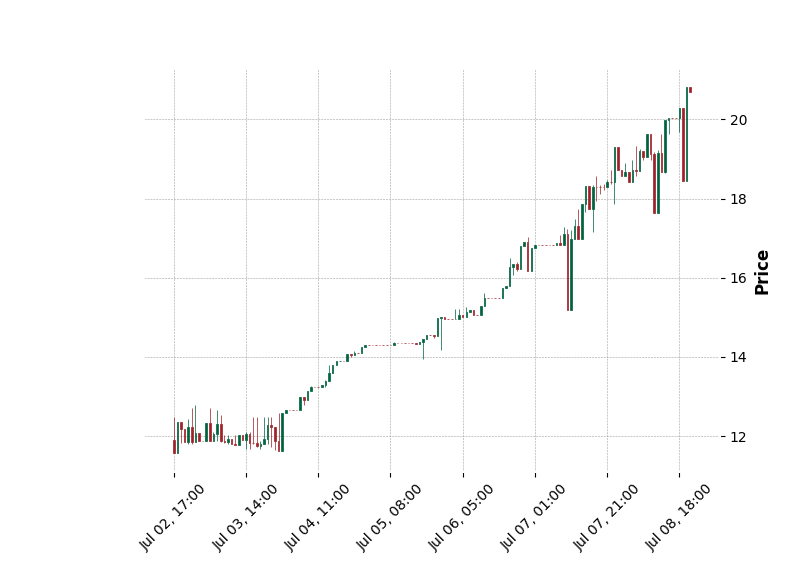 20
18
16
14
12
Price
Jul 02, 17:00
Jul 03, 14:00
Jul 04, 11:00
Jul 05, 08:00
Jul 06, 05:00
Jul 07, 01:00
Jul 07, 21:00
Jul 08, 18:00